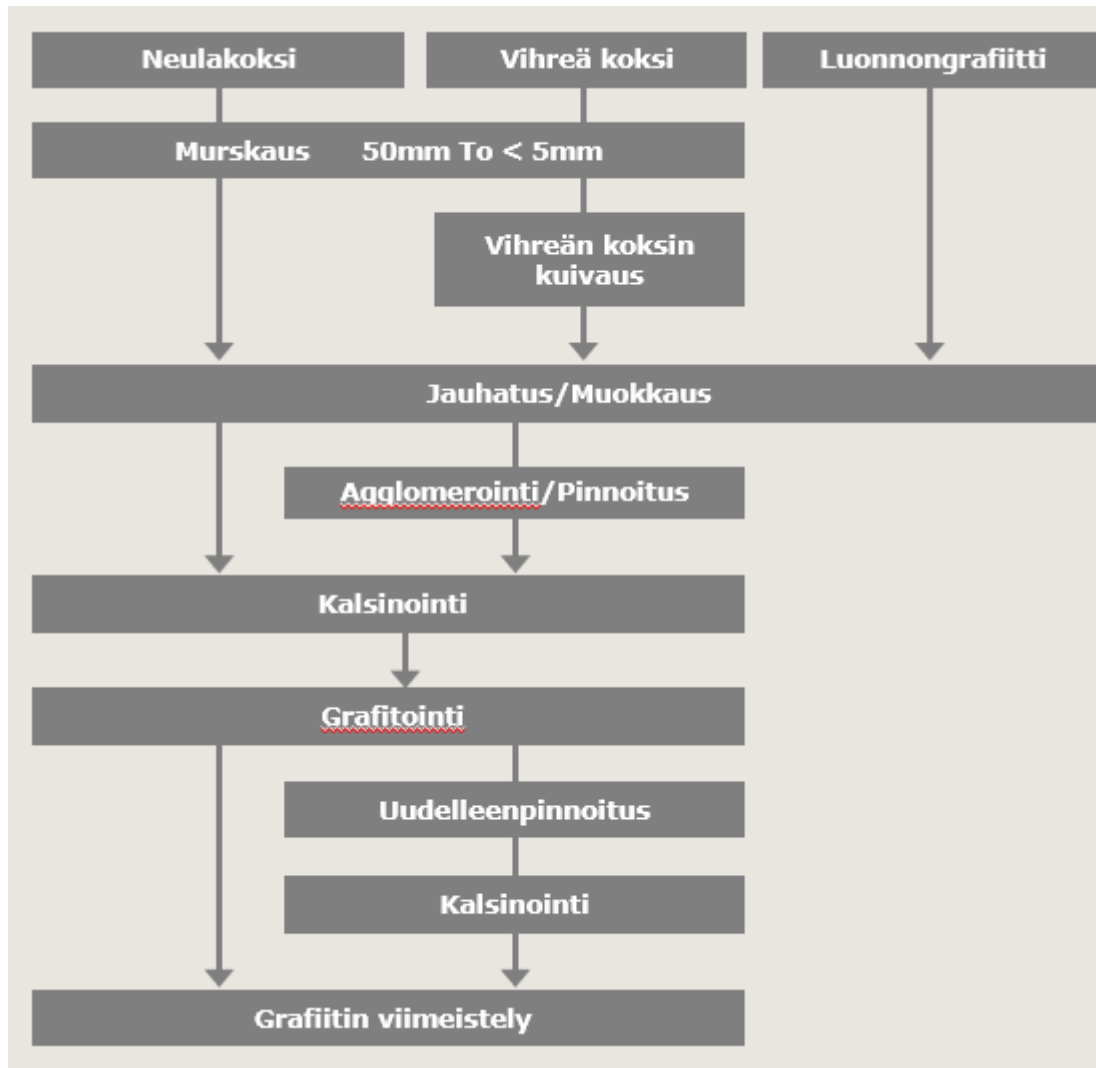 Neulakoksi
Vihreä koksi
Luonnongrafiitti
Murskaus 50mm To < 5mm
Vihreän koksin
kuivaus
Jauhatus/Muokkaus
Agglomerointi/Pinnoitus
Kalsinointi
Grafitointi
Uudelleenpinnoitus
Kalsinointi
Grafiitin viimeistely